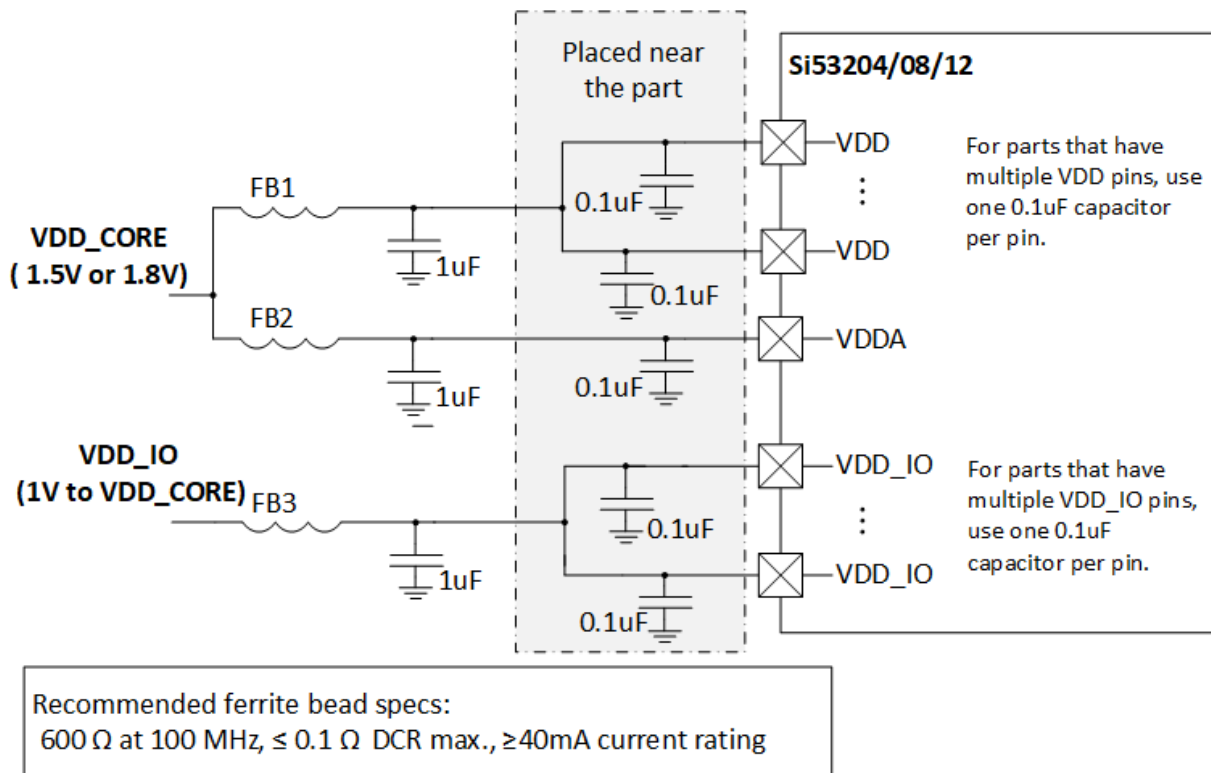 Placed near
the part
Si53204/08/12
VDD
For parts that have
multiple VDD pins, use
one 0.1uF capacitor
per pin.
FB1
0.1uF
VDD_CORE
( 1.5V or 1.8V)
1uF
VDD
0.1uF
FB2
VDDA
1uF
0.1uF
VDD_IO
(1V to VDD_CORE)
FB3
VDD_IO
For parts that have
multiple VDD_IO pins,
use one 0.1uF
capacitor per pin.
0.1uF
1uF
VDD_IO
0.1uF
Recommended ferrite bead specs:
600 Ω at 100 MHz, ≤ 0.1 Ω DCR max., ≥40mA current rating